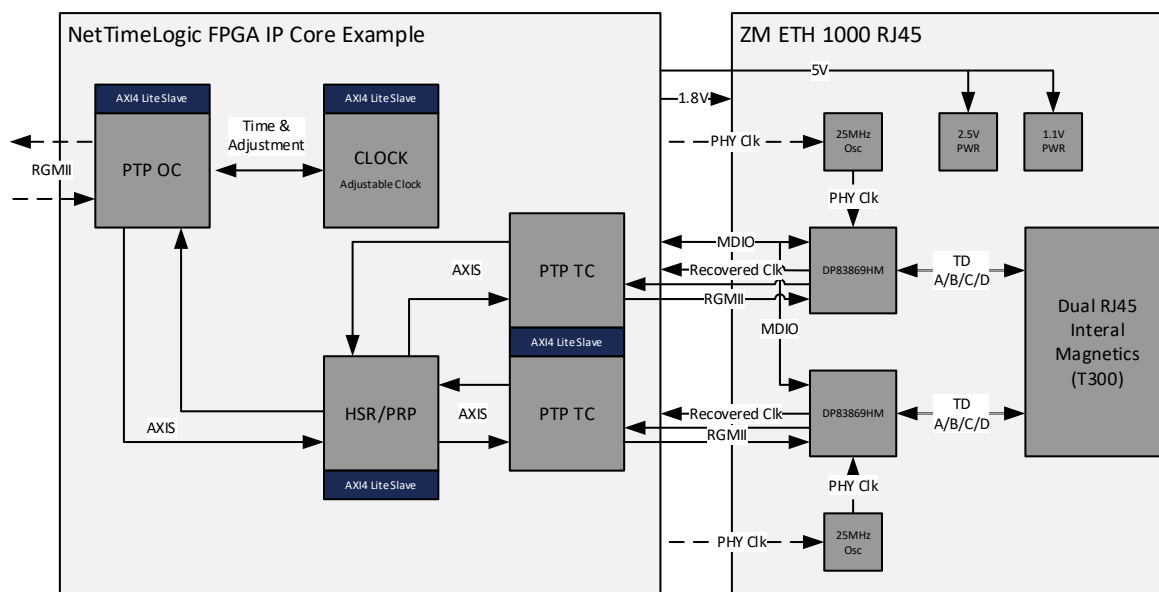 NetTimeLogic FPGA IP Core Example
ZM ETH 1000 RJ45
5V
1.8V
AXI4 Lite Slave
AXI4 Lite Slave
Time &
Adjustment
RGMII
PTP OC
CLOCK
Adjustable Clock
PHY Clk
25MHz
Osc
2.5V
PWR
1.1V
PWR
PHY Clk
MDIO
AXIS
PTP TC
Recovered Clk
RGMII
DP83869HM
TD
A/B/C/D
MDIO
Dual RJ45
Interal
Magnetics
(T300)
AXI4 Lite Slave
HSR/PRP
AXIS
PTP TC
Recovered Clk
RGMII
DP83869HM
TD
A/B/C/D
AXIS
AXI4 Lite Slave
PHY Clk
PHY Clk
25MHz
Osc